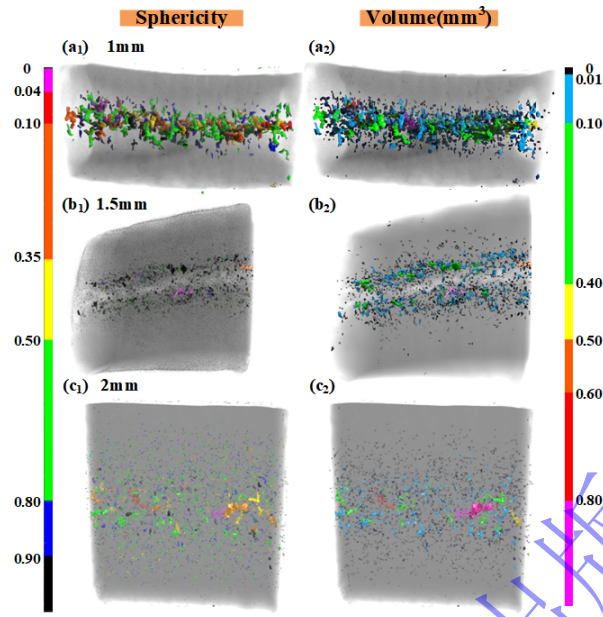 Sphericity
Volume(mm³)
(a₁) 1mm
(a₂)
0
0.04
0.10
0.35
0.50
0.80
0.90
0
0.01
0.10
0.40
0.50
0.60
0.80
(b₁) 1.5mm
(b₂)
(c₁) 2mm
(c₂)